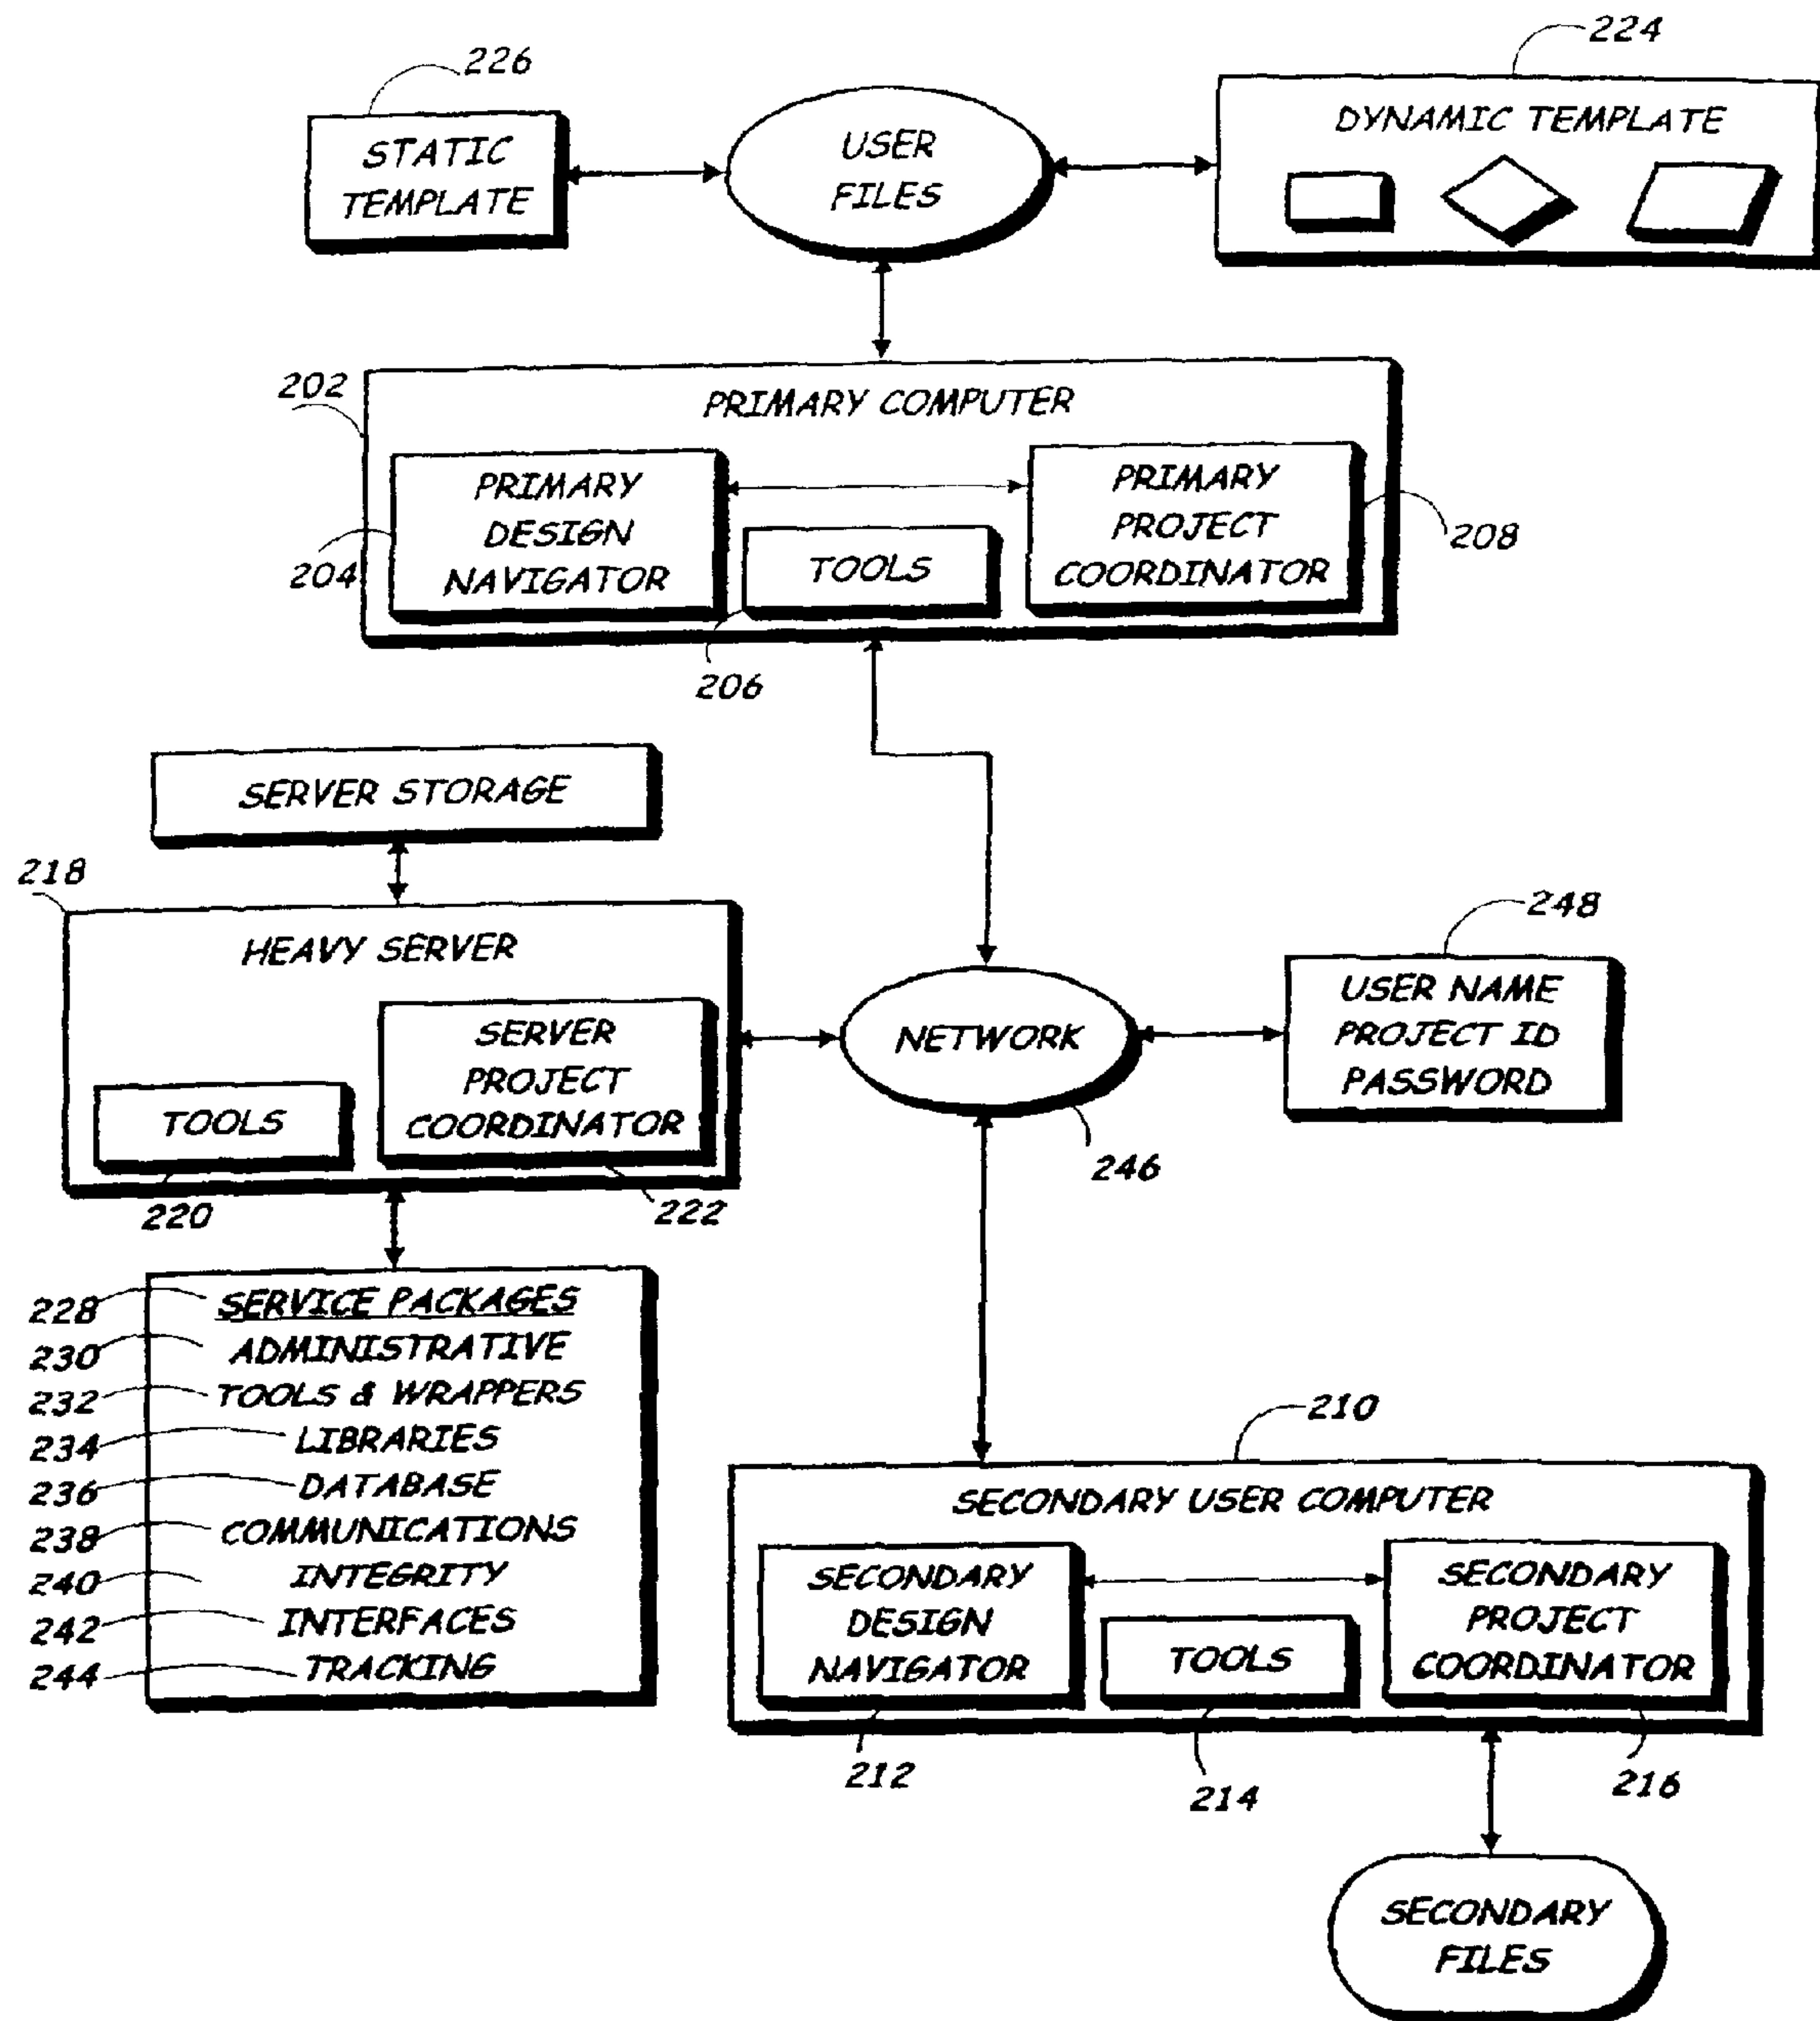 224
226
STATIC
TEMPLATE
USER
FILES
DYNAMIC TEMPLATE
202
PRIMARY COMPUTER
PRIMARY
DESIGN
NAVIGATOR
204
TOOLS
206
PRIMARY
PROJECT
COORDINATOR
208
SERVER STORAGE
218
HEAVY SERVER
TOOLS
220
SERVER
PROJECT
COORDINATOR
222
NETWORK
246
248
USER NAME
PROJECT ID
PASSWORD
228 SERVICE PACKAGES
230 ADMINISTRATIVE
232 TOOLS & WRAPPERS
234 LIBRARIES
236 DATABASE
238 COMMUNICATIONS
240 INTEGRITY
242 INTERFACES
244 TRACKING
210
SECONDARY USER COMPUTER
SECONDARY
DESIGN
NAVIGATOR
212
TOOLS
214
SECONDARY
PROJECT
COORDINATOR
216
SECONDARY
FILES